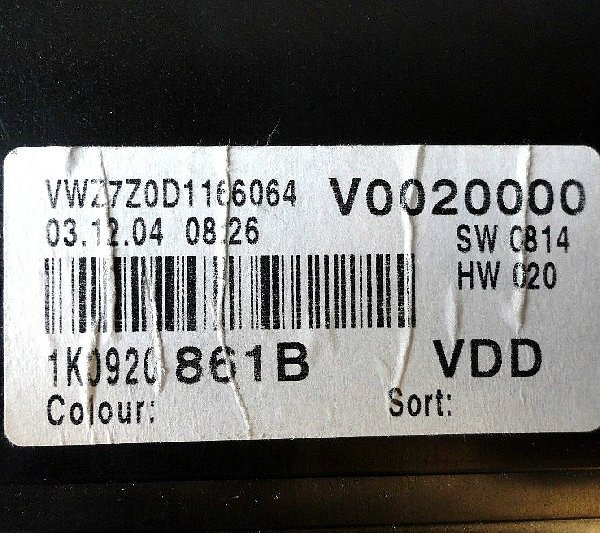 VWZ7Z0D1166064 V0020000
03.12.04 08:26 SW 0814
HW 020
1K0920 861B VDD
Colour: Sort: